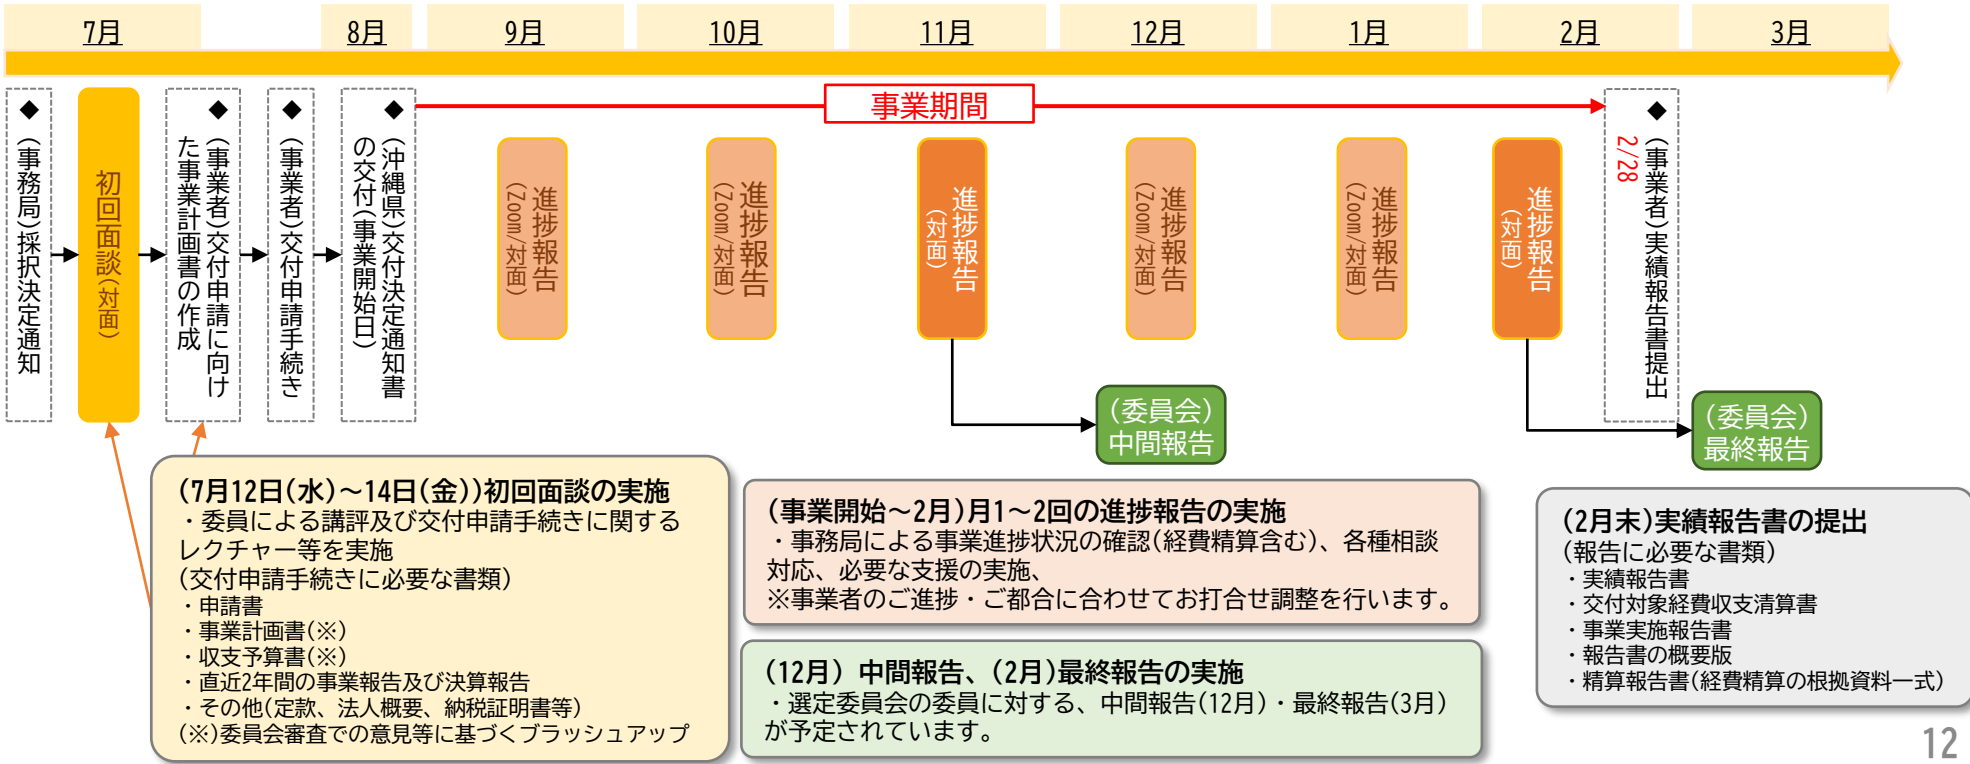 7月
8月
9月
10月
11月
12月
1月
2月
3月
◆(事務局)採択決定通知
初回面談(対面)
◆(事業者)交付申請に向け
た事業計画書の作成
◆(事業者)交付申請手続き
◆(沖縄県)交付決定通知書
の交付(事業開始日)
事業期間
進捗報告
(Zoom/対面)
進捗報告
(Zoom/対面)
進捗報告
(対面)
進捗報告
(Zoom/対面)
進捗報告
(Zoom/対面)
進捗報告
(対面)
◆(事業者)実績報告書提出
2/28
(委員会)
中間報告
(委員会)
最終報告
(7月12日(水)～14日(金))初回面談の実施
・委員による講評及び交付申請手続きに関する
レクチャー等を実施
(交付申請手続きに必要な書類)
・申請書
・事業計画書(※)
・収支予算書(※)
・直近2年間の事業報告及び決算報告
・その他(定款、法人概要、納税証明書等)
(※)委員会審査での意見等に基づくブラッシュアップ
(事業開始～2月)月1～2回の進捗報告の実施
・事務局による事業進捗状況の確認(経費精算含む)、各種相談
対応、必要な支援の実施、
※事業者のご進捗・ご都合に合わせてお打合せ調整を行います。
(12月) 中間報告、(2月)最終報告の実施
・選定委員会の委員に対する、中間報告(12月)・最終報告(3月)
が予定されています。
(2月末)実績報告書の提出
(報告に必要な書類)
・実績報告書
・交付対象経費収支清算書
・事業実施報告書
・報告書の概要版
・精算報告書(経費精算の根拠資料一式)
12